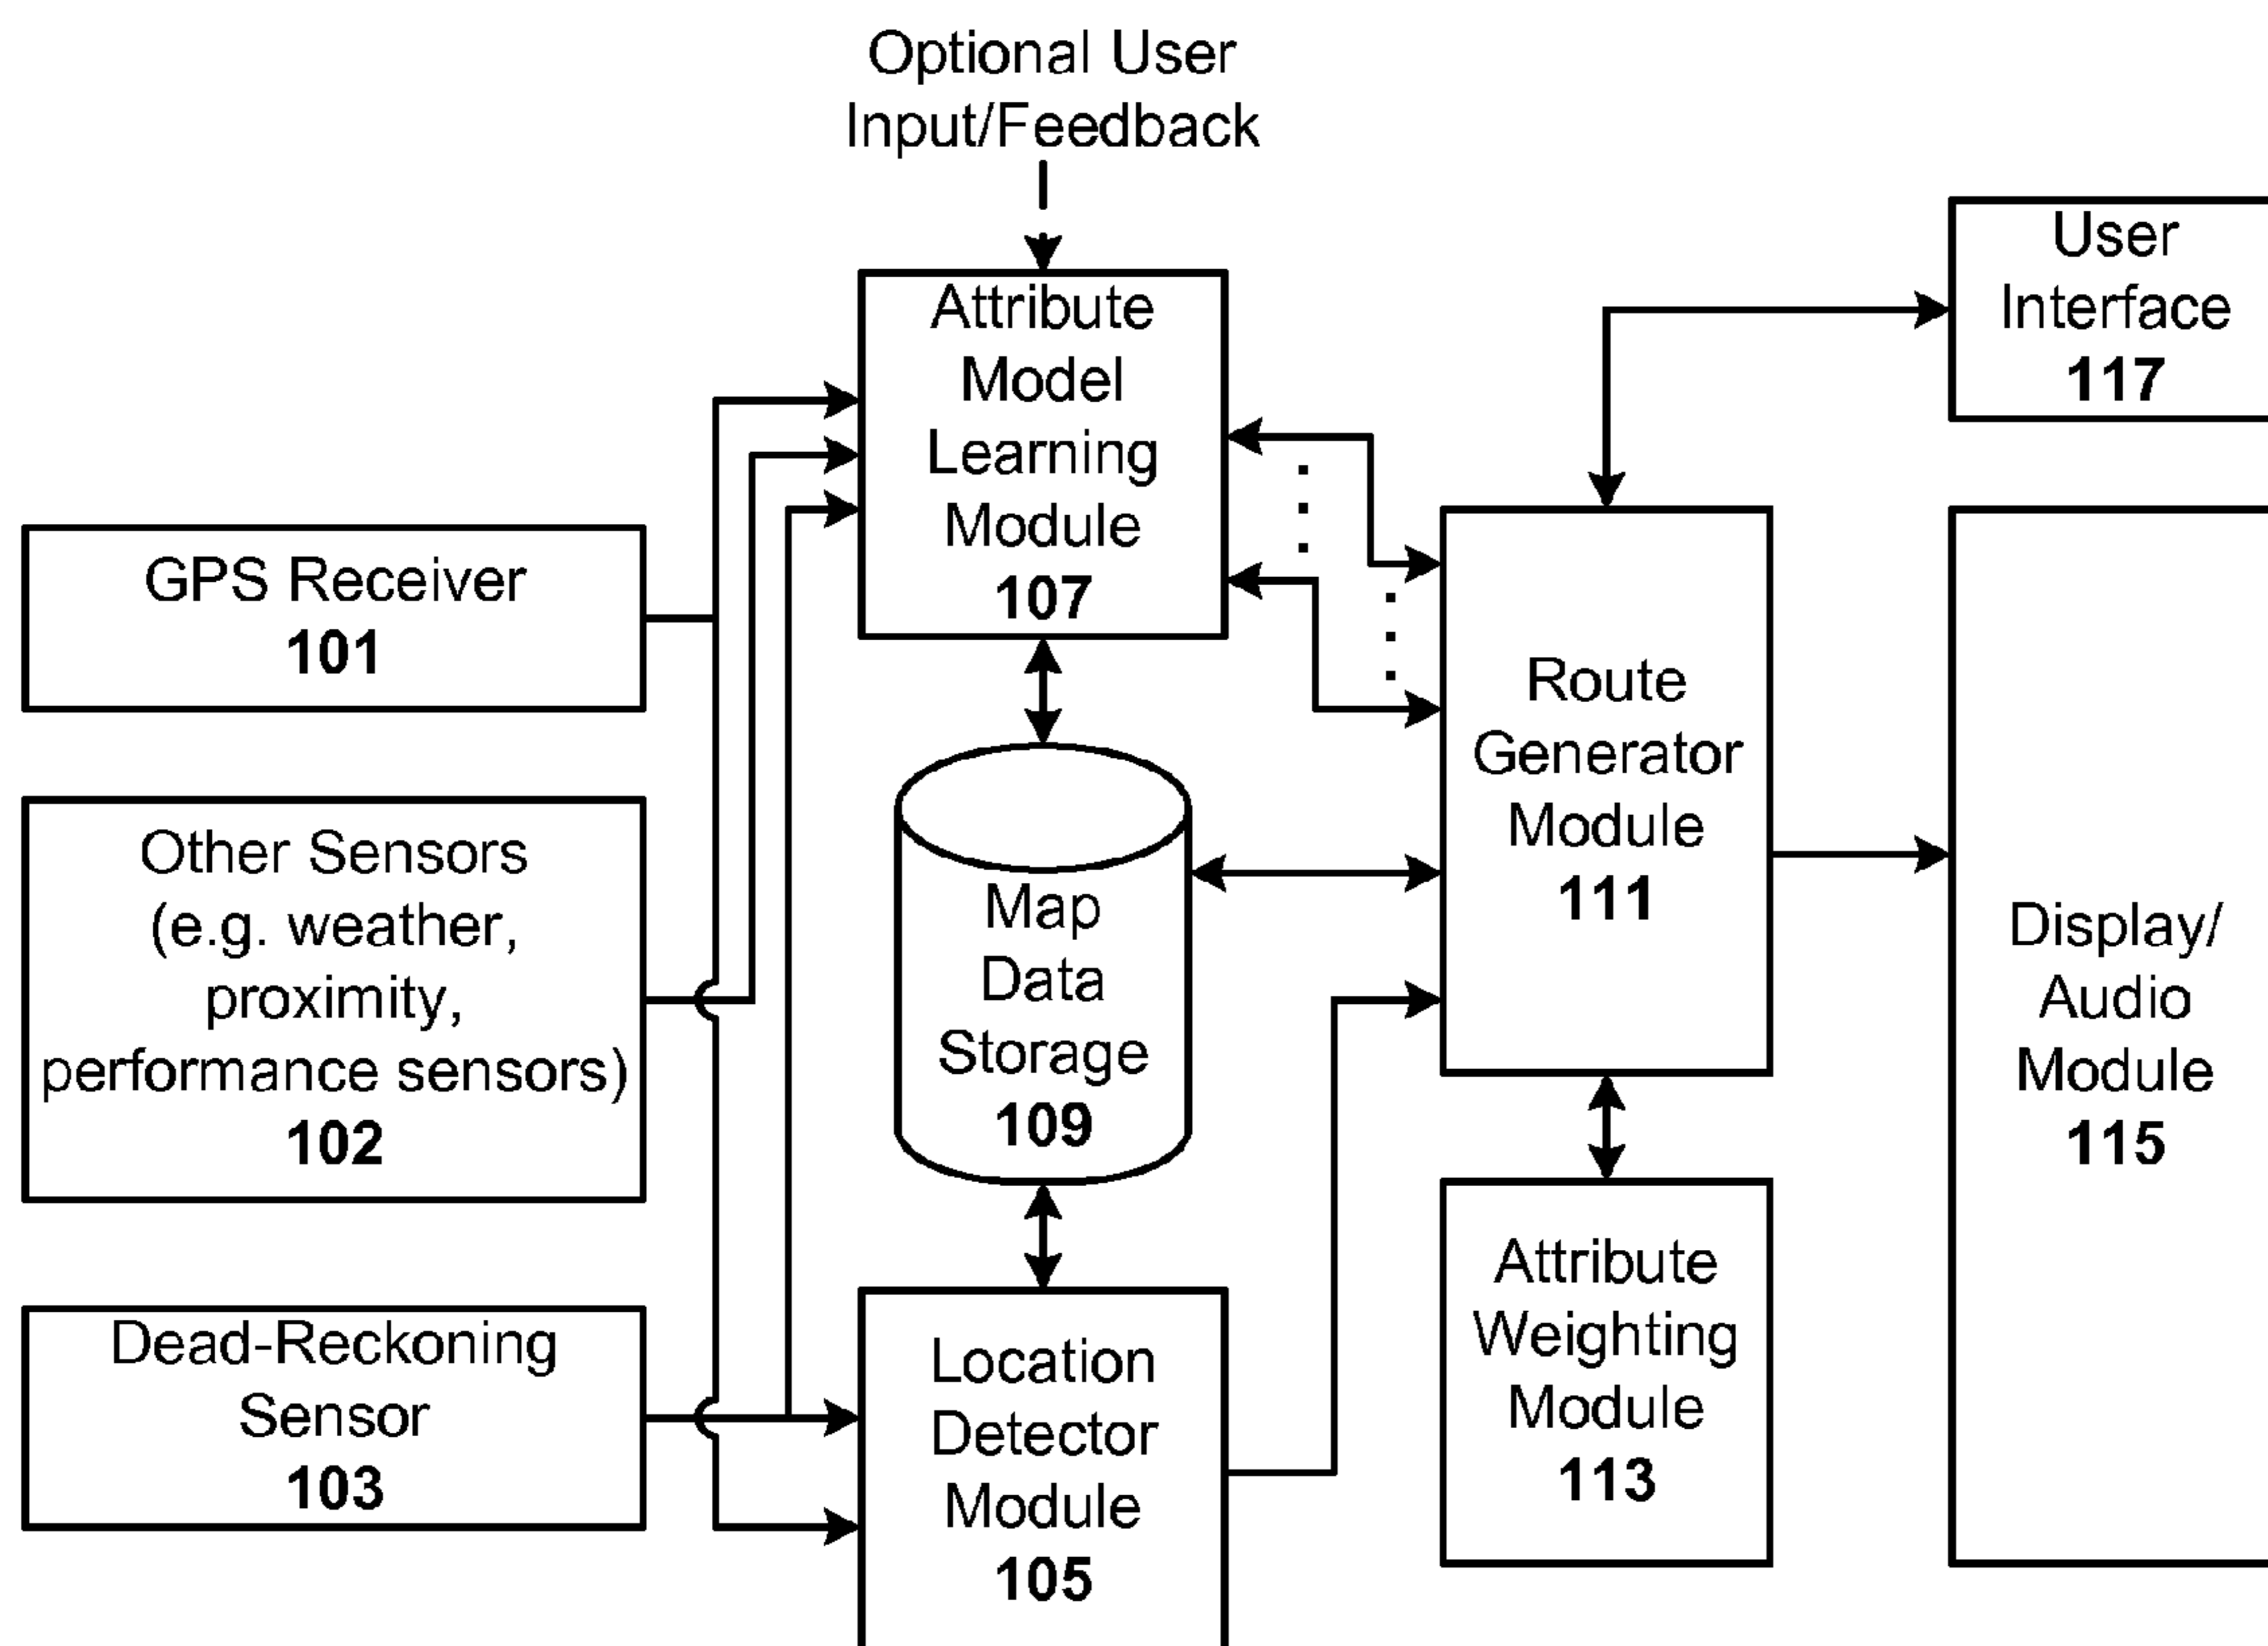 Optional User
Input/Feedback
Attribute
Model
Learning
Module
107
User
Interface
117
GPS Receiver
101
Other Sensors
(e.g. weather,
proximity,
performance sensors)
102
Dead-Reckoning
Sensor
103
Map
Data
Storage
109
Location
Detector
Module
105
Route
Generator
Module
111
Attribute
Weighting
Module
113
Display/
Audio
Module
115